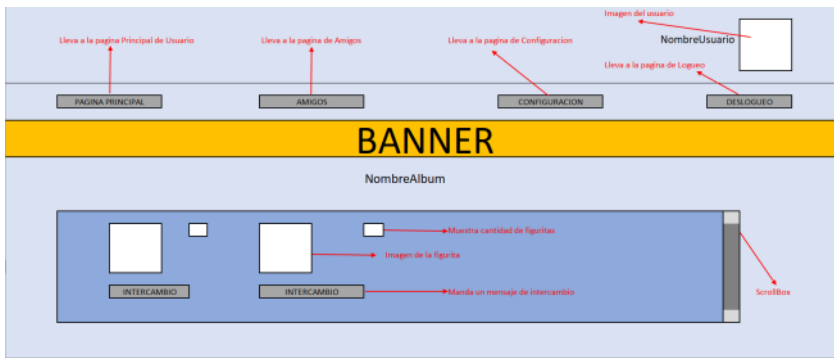 Imagen del usuario
Lleva a la pagina Principal de Usuario
Lleva a la pagina de Amigos
Lleva a la pagina de Configuracion
NombreUsuario
Lleva a la pagina de Logueo
PAGINA PRINCIPAL
AMIGOS
CONFIGURACION
DESLOGUEO
BANNER
NombreAlbum
Muestra cantidad de figuritas
Imagen de la figurita
INTERCAMBIO
INTERCAMBIO
Manda un mensaje de intercambio
ScrollBox